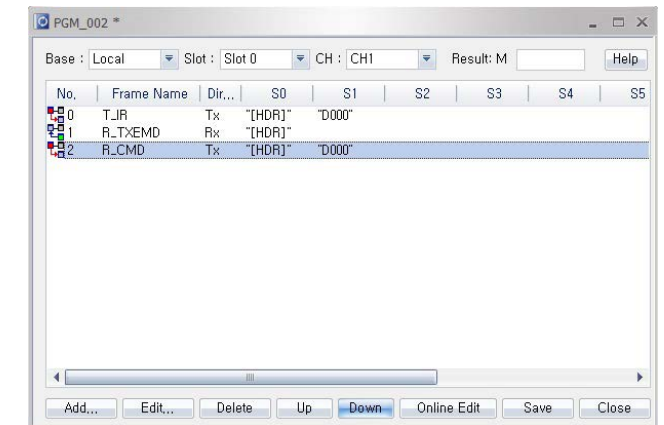 PGM_002 *
Base : Local Slot : Slot 0 CH : CH1 Result: M Help
No. Frame Name Dir... S0 S1 S2 S3 S4 S5
0 T_IR Tx "[HDR]" "D000"
1 R_TXEMD Rx "[HDR]"
2 R_CMD Tx "[HDR]" "D000"
Add... Edit... Delete Up Down Online Edit Save Close